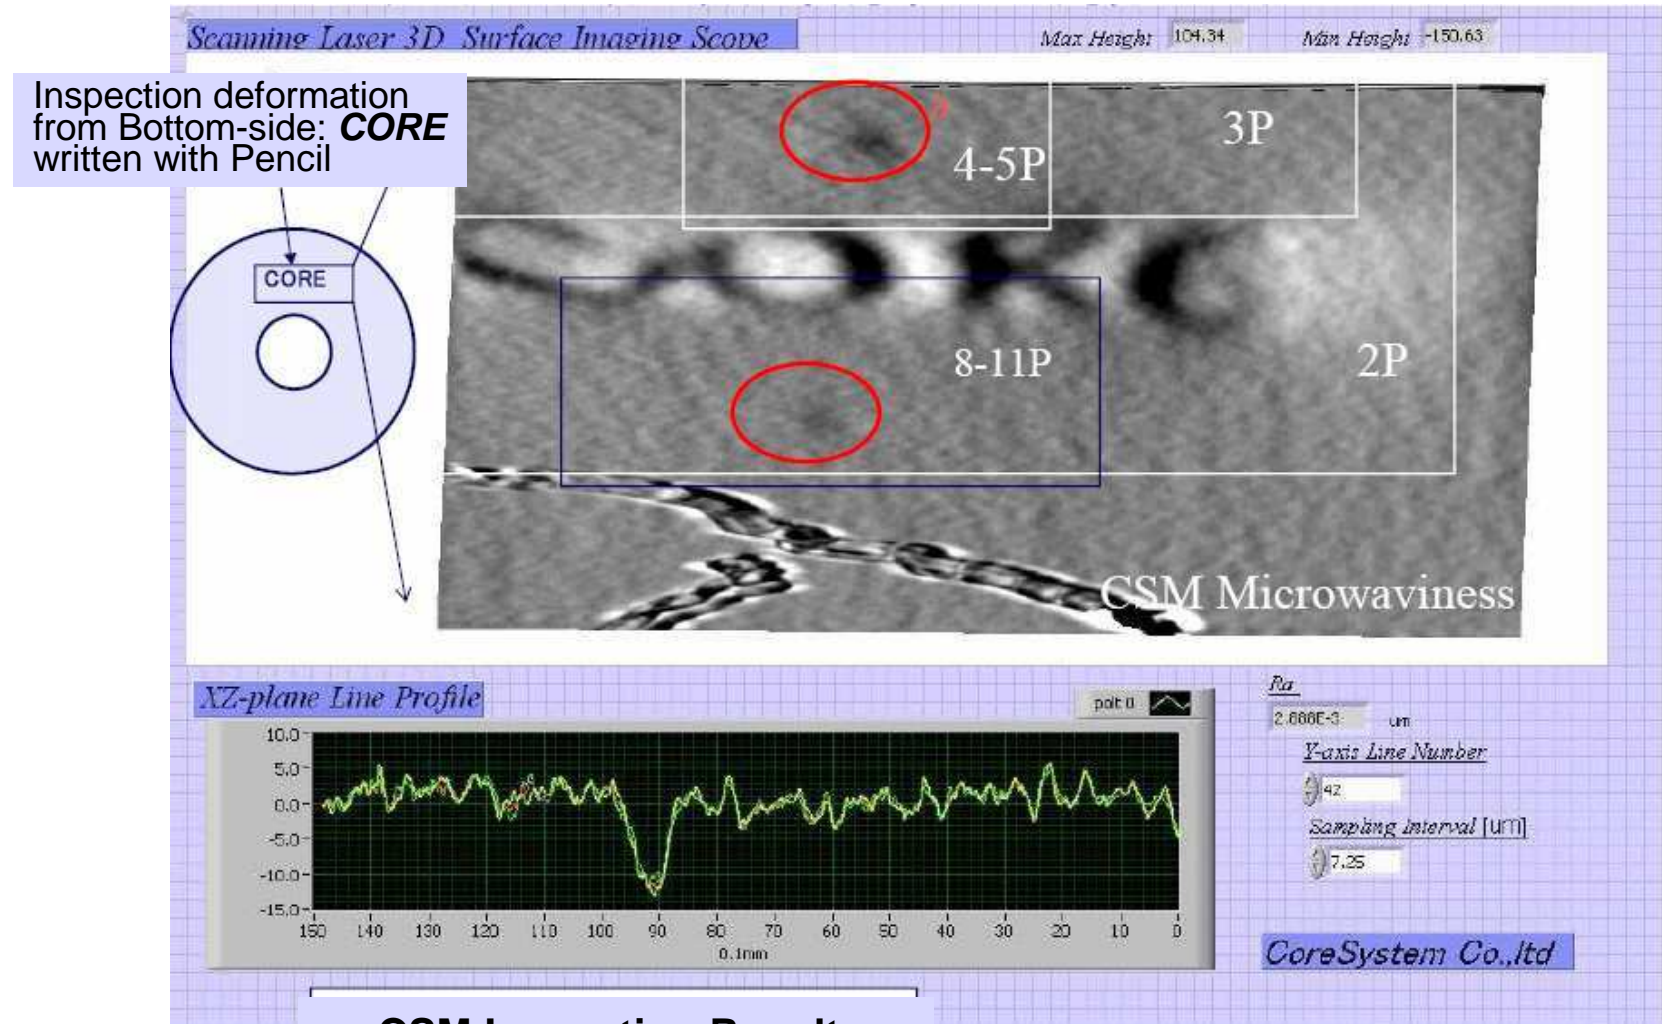 Scanning Laser 3D Surface Imaging Scope
Max Height 104.34
Min Height -150.63
Inspection deformation
from Bottom-side: CORE
written with Pencil
3P
4-5P
CORE
8-11P
2P
CSM Microwaviness
XZ-plane Line Profile
polt 0
Ra
um
Y-axis Line Number
42
Sampling Interval [um]
7.25
10.0
5.0
0.0
-5.0
-10.0
-15.0
150 140 130 120 110 100 90 80 70 60 50 40 30 20 10 0
0.1mm
CoreSystem Co.,ltd
CSM Inspection Result